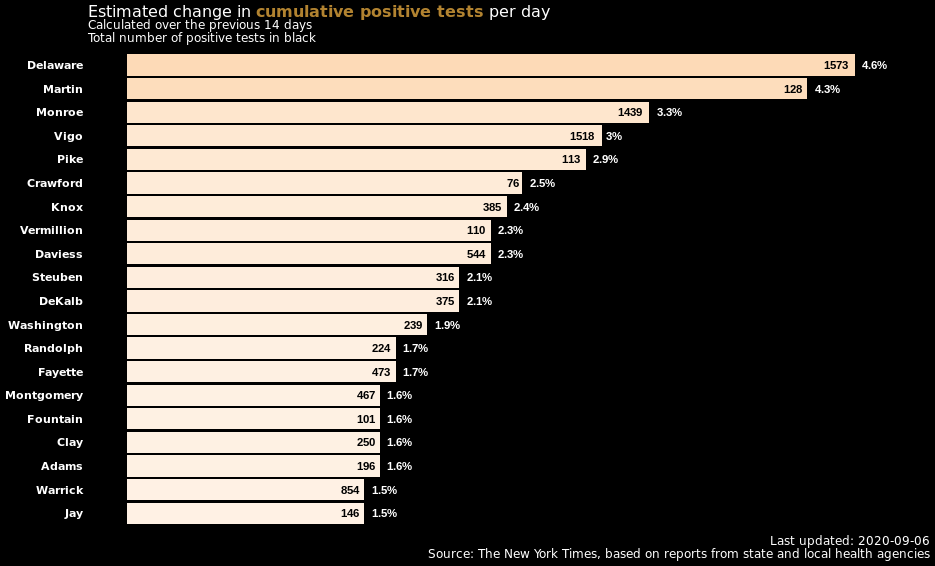 Estimated change in cumulative positive tests per day
Calculated over the previous 14 days
Total number of positive tests in black
Delaware 1573 4.6%
Martin 128 4.3%
Monroe 1439 3.3%
Vigo 1518 3%
Pike 113 2.9%
Crawford 76 2.5%
Knox 385 2.4%
Vermillion 110 2.3%
Daviess 544 2.3%
Steuben 316 2.1%
DeKalb 375 2.1%
Washington 239 1.9%
Randolph 224 1.7%
Fayette 473 1.7%
Montgomery 467 1.6%
Fountain 101 1.6%
Clay 250 1.6%
Adams 196 1.6%
Warrick 854 1.5%
Jay 146 1.5%
Last updated: 2020-09-06
Source: The New York Times, based on reports from state and local health agencies